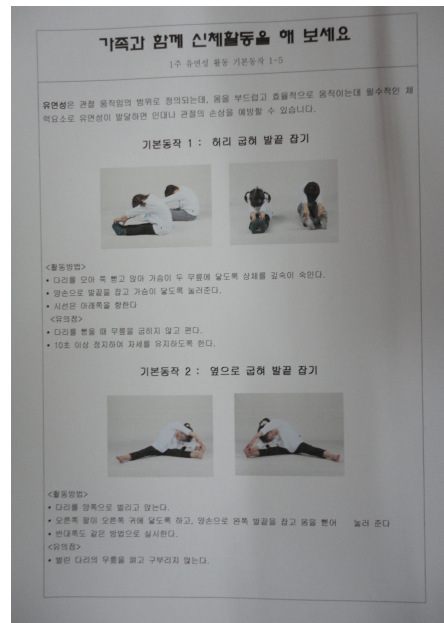 가족과 함께 신체활동을 해 보세요
1주 유연성 활동 기본동작 1-5
유연성은 관절 움직임의 범위로 정의되는데, 몸을 부드럽고 효율적으로 움직이는데 필수적인 체
력요소로 유연성이 발달하면 인대나 관절의 손상을 예방할 수 있습니다.
기본동작 1 : 허리 굽혀 발끝 잡기
<활동방법>
• 다리를 모아 쭉 뻗고 앉아 가슴이 두 무릎에 닿도록 상체를 깊숙이 숙인다.
• 양손으로 발끝을 잡고 가슴이 닿도록 눌러준다.
• 시선은 아래쪽을 향한다
<유의점>
• 다리를 뻗을 때 무릎을 굽히지 않고 편다.
• 10초 이상 정지하여 자세를 유지하도록 한다.
기본동작 2 : 옆으로 굽혀 발끝 잡기
<활동방법>
• 다리를 양쪽으로 벌리고 앉는다.
• 오른쪽 팔이 오른쪽 귀에 닿도록 하고, 양손으로 왼쪽 발끝을 잡고 몸을 뻗어 눌러 준다
• 반대쪽도 같은 방법으로 실시한다.
<유의점>
• 벌린 다리의 무릎을 펴고 구부리지 않는다.